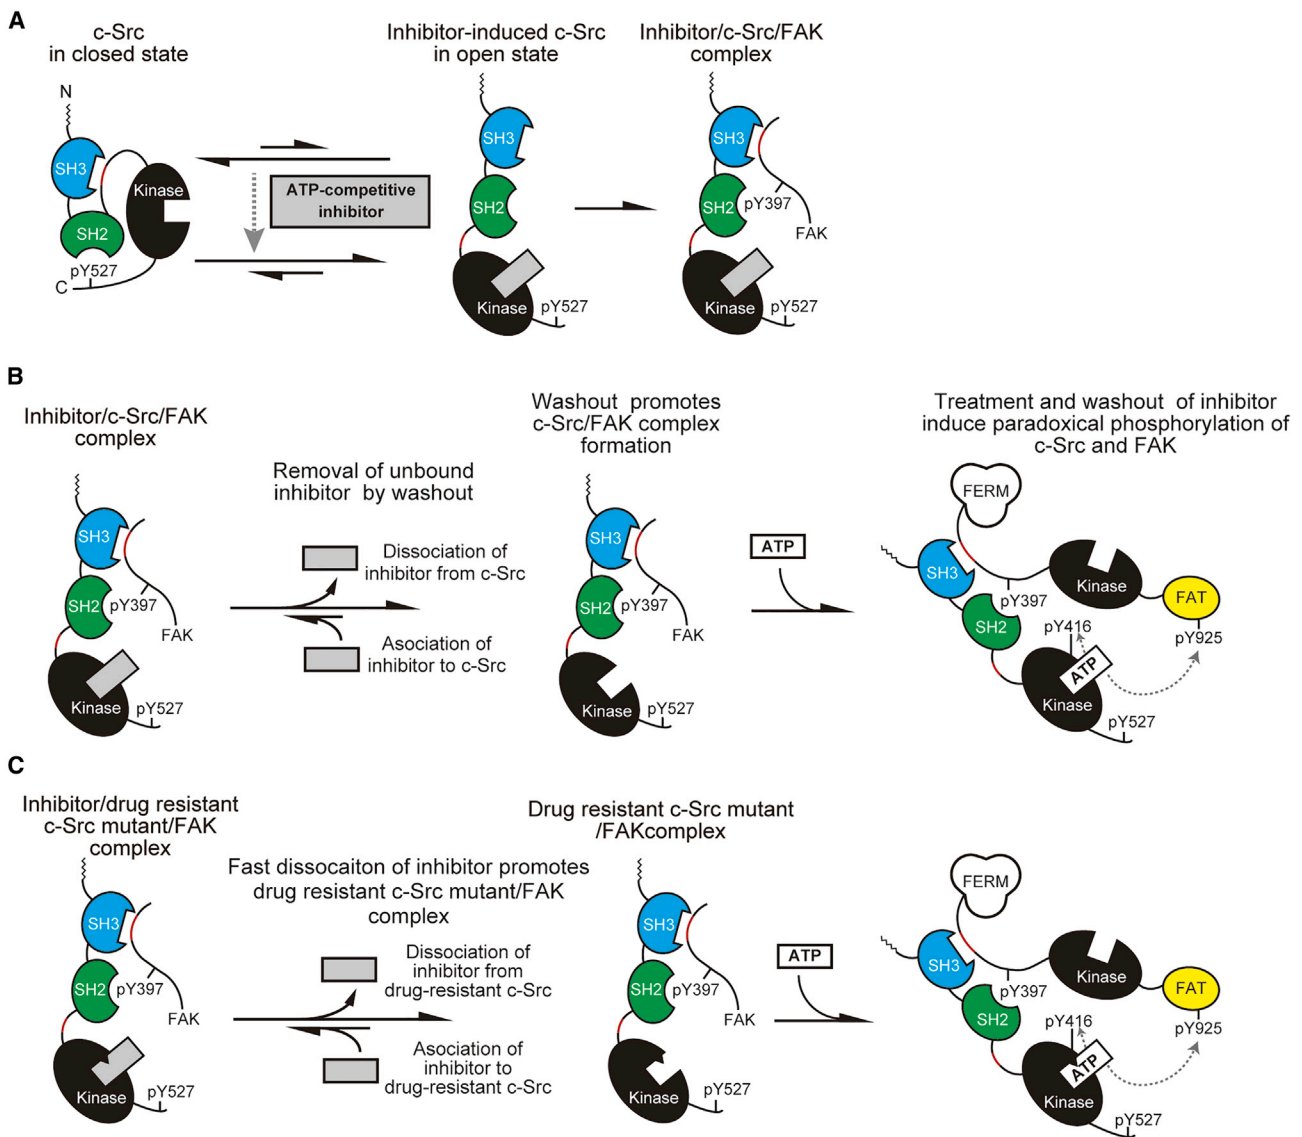 A
c-Src
in closed state
N
SH3
Kinase
SH2
pY527
C
ATP-competitive
inhibitor
Inhibitor-induced c-Src
in open state
SH3
SH2
Kinase
pY527
Inhibitor/c-Src/FAK
complex
SH3
SH2
pY397
FAK
Kinase
pY527
B
Inhibitor/c-Src/FAK
complex
SH3
SH2
pY397
FAK
Kinase
pY527
Removal of unbound
inhibitor by washout
Dissociation of
inhibitor from c-Src
Asociation of
inhibitor to c-Src
Washout promotes
c-Src/FAK complex
formation
SH3
SH2
pY397
FAK
Kinase
pY527
ATP
Treatment and washout of inhibitor
induce paradoxical phosphorylation of
c-Src and FAK
FERM
SH3
Kinase
FAT
pY397
SH2
pY416
pY925
ATP
Kinase
pY527
C
Inhibitor/drug resistant
c-Src mutant/FAK
complex
SH3
SH2
pY397
FAK
Kinase
pY527
Fast dissocaiton of inhibitor promotes
drug resistant c-Src mutant/FAK
complex
Dissociation of
inhibitor from
drug-resistant c-Src
Asociation of
inhibitor to
drug-resistant c-Src
Drug resistant c-Src mutant
/FAKcomplex
SH3
SH2
pY397
FAK
Kinase
pY527
ATP
FERM
SH3
Kinase
FAT
pY397
SH2
pY416
pY925
ATP
Kinase
pY527